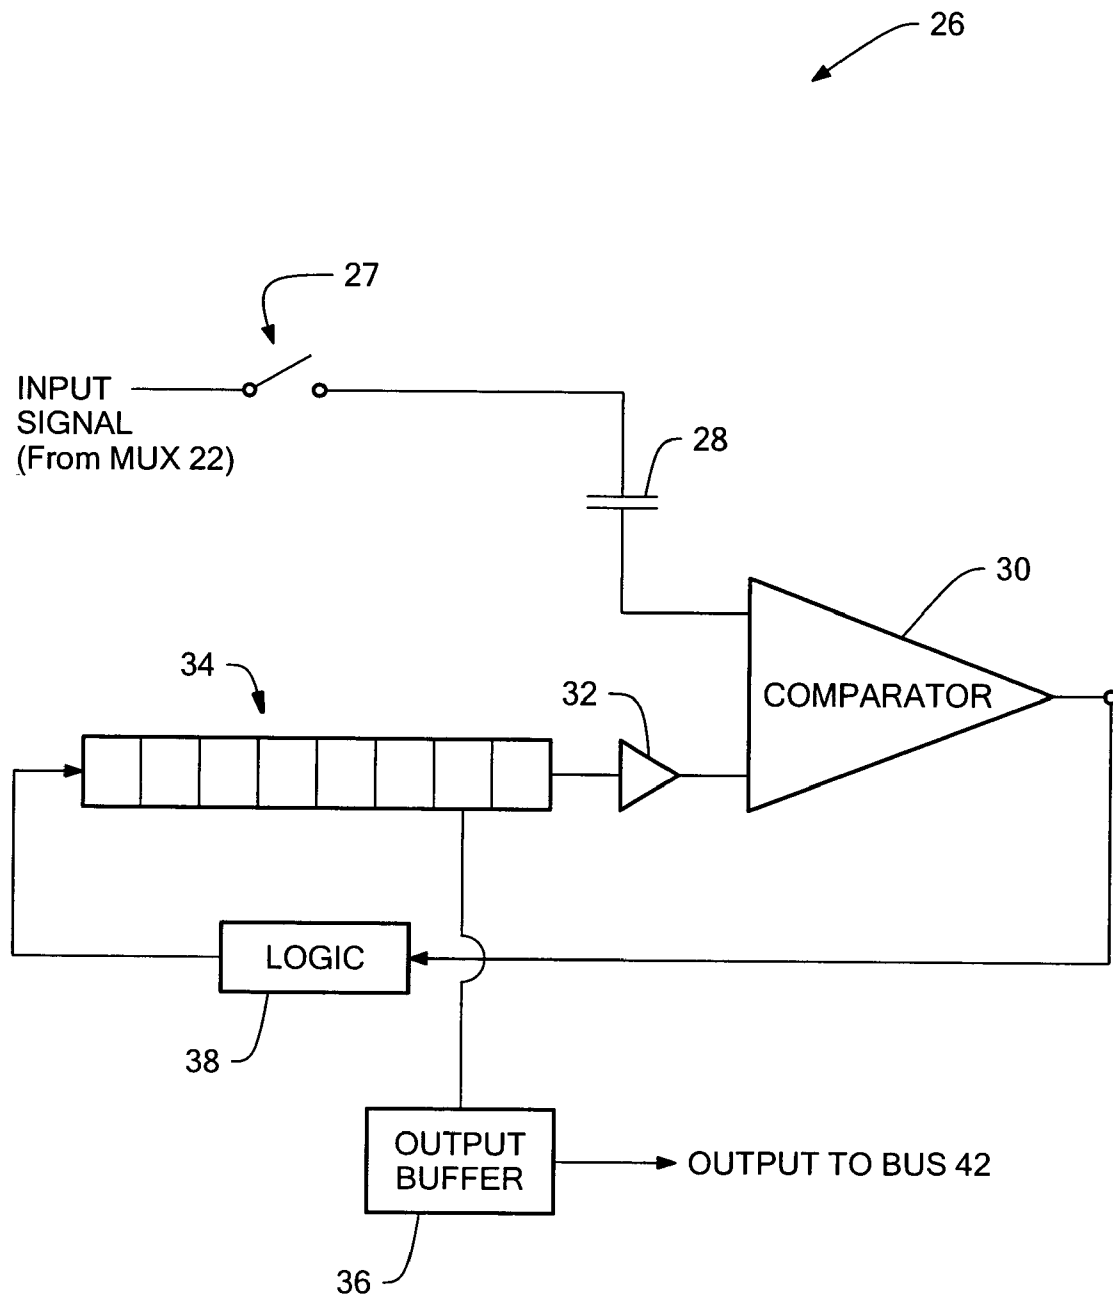 26
27
INPUT
SIGNAL
(From MUX 22)
28
30
34
32
COMPARATOR
LOGIC
38
OUTPUT
BUFFER
OUTPUT TO BUS 42
36